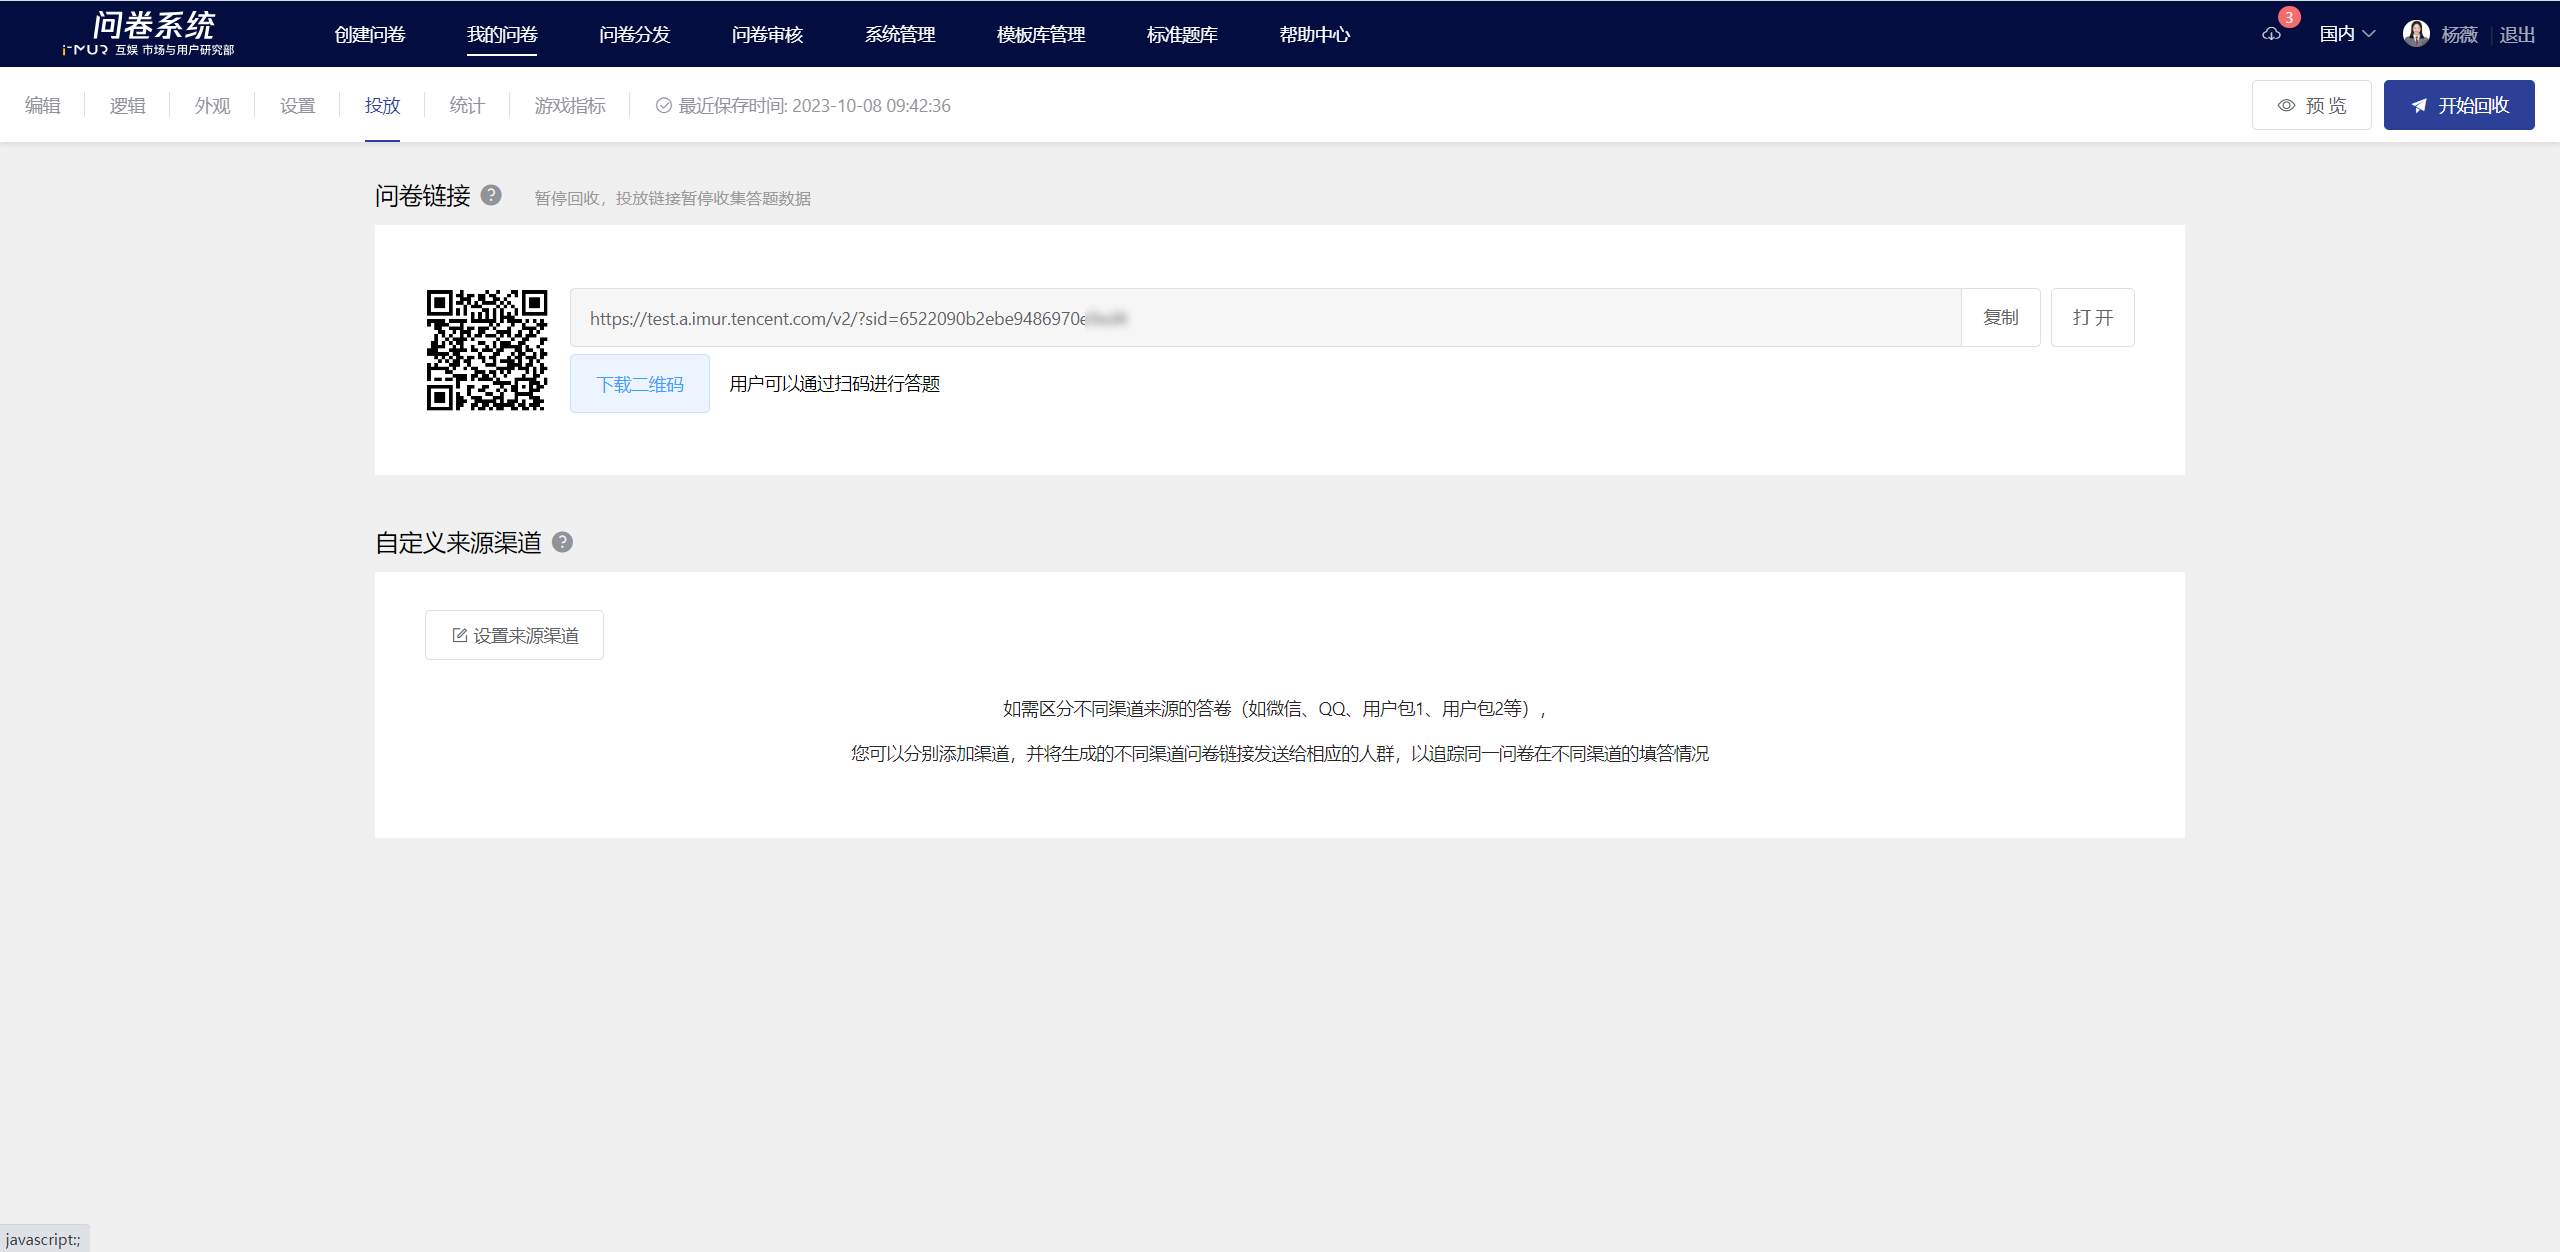 问卷系统
i-MUR 互娱 市场与用户研究部
创建问卷 我的问卷 问卷分发 问卷审核 系统管理 模板库管理 标准题库 帮助中心
3
国内
杨薇 退出
编辑 逻辑 外观 设置 投放 统计 游戏指标 最近保存时间: 2023-10-08 09:42:36
预 览
开始回收
问卷链接 ? 暂停回收，投放链接暂停收集答题数据
https://test.a.imur.tencent.com/v2/?sid=6522090b2ebe9486970e
复制
打 开
下载二维码
用户可以通过扫码进行答题
自定义来源渠道 ?
设置来源渠道
如需区分不同渠道来源的答卷（如微信、QQ、用户包1、用户包2等），
您可以分别添加渠道，并将生成的不同渠道问卷链接发送给相应的人群，以追踪同一问卷在不同渠道的填答情况
javascript:;